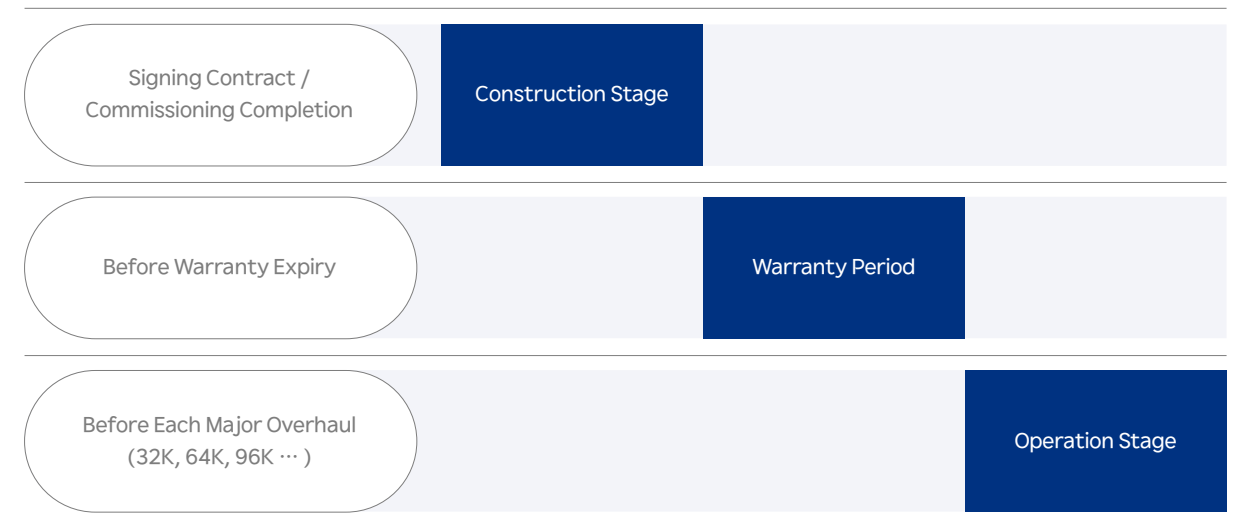 Signing Contract /
Commissioning Completion
Construction Stage
Before Warranty Expiry
Warranty Period
Before Each Major Overhaul
(32K, 64K, 96K ··· )
Operation Stage